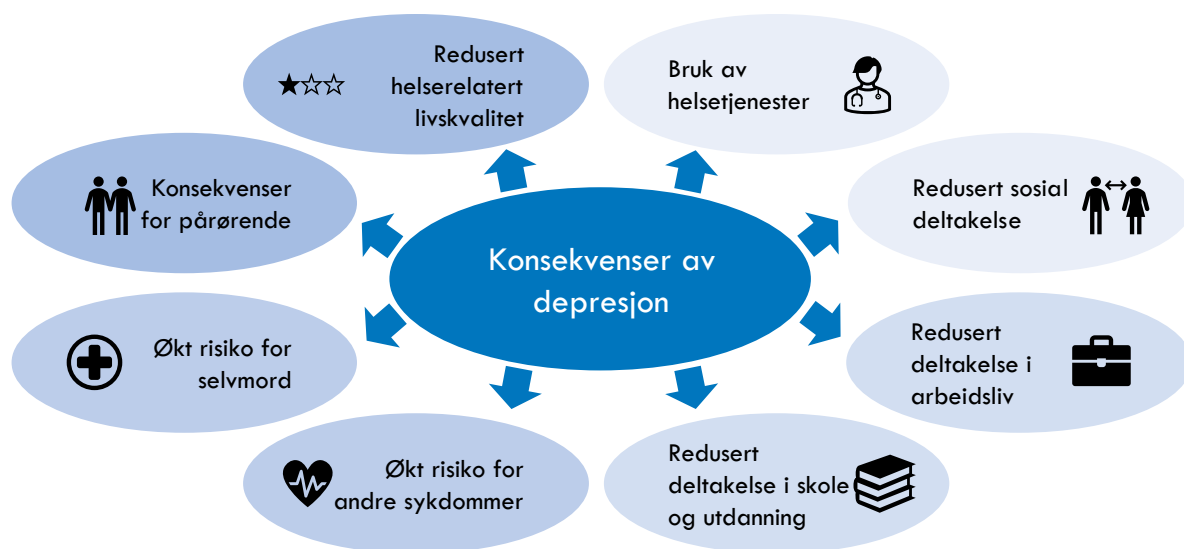 Redusert
helserelatert
livskvalitet
Bruk av
helsetjenester
Konsekvenser
for pårørende
Redusert sosial
deltakelse
Konsekvenser av
depresjon
Økt risiko for
selvmord
Redusert
deltakelse i
arbeidsliv
Økt risiko for
andre sykdommer
Redusert
deltakelse i skole
og utdanning